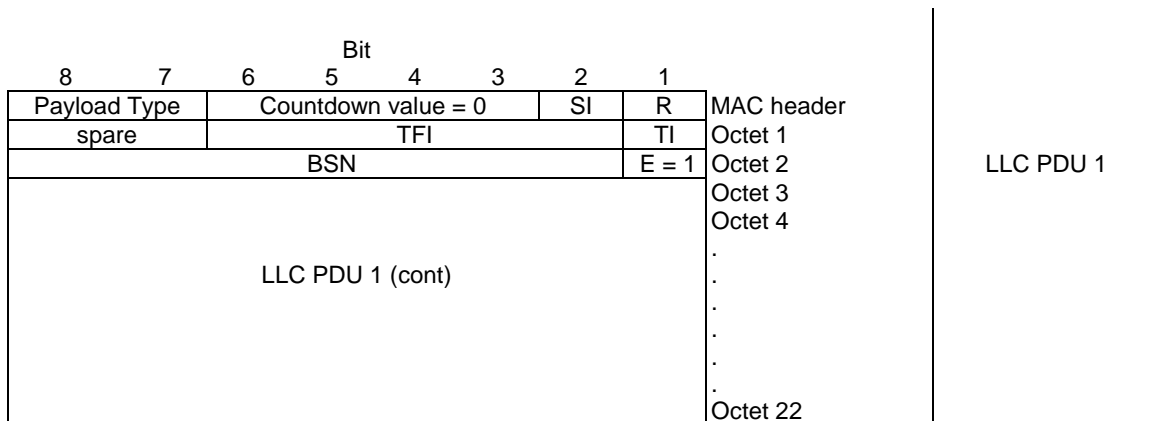 Bit
8 7 6 5 4 3 2 1
Payload Type Countdown value = 0 SI R MAC header
spare TFI TI Octet 1
BSN E = 1 Octet 2 LLC PDU 1
Octet 3
Octet 4
.
LLC PDU 1 (cont) .
.
.
.
.
Octet 22